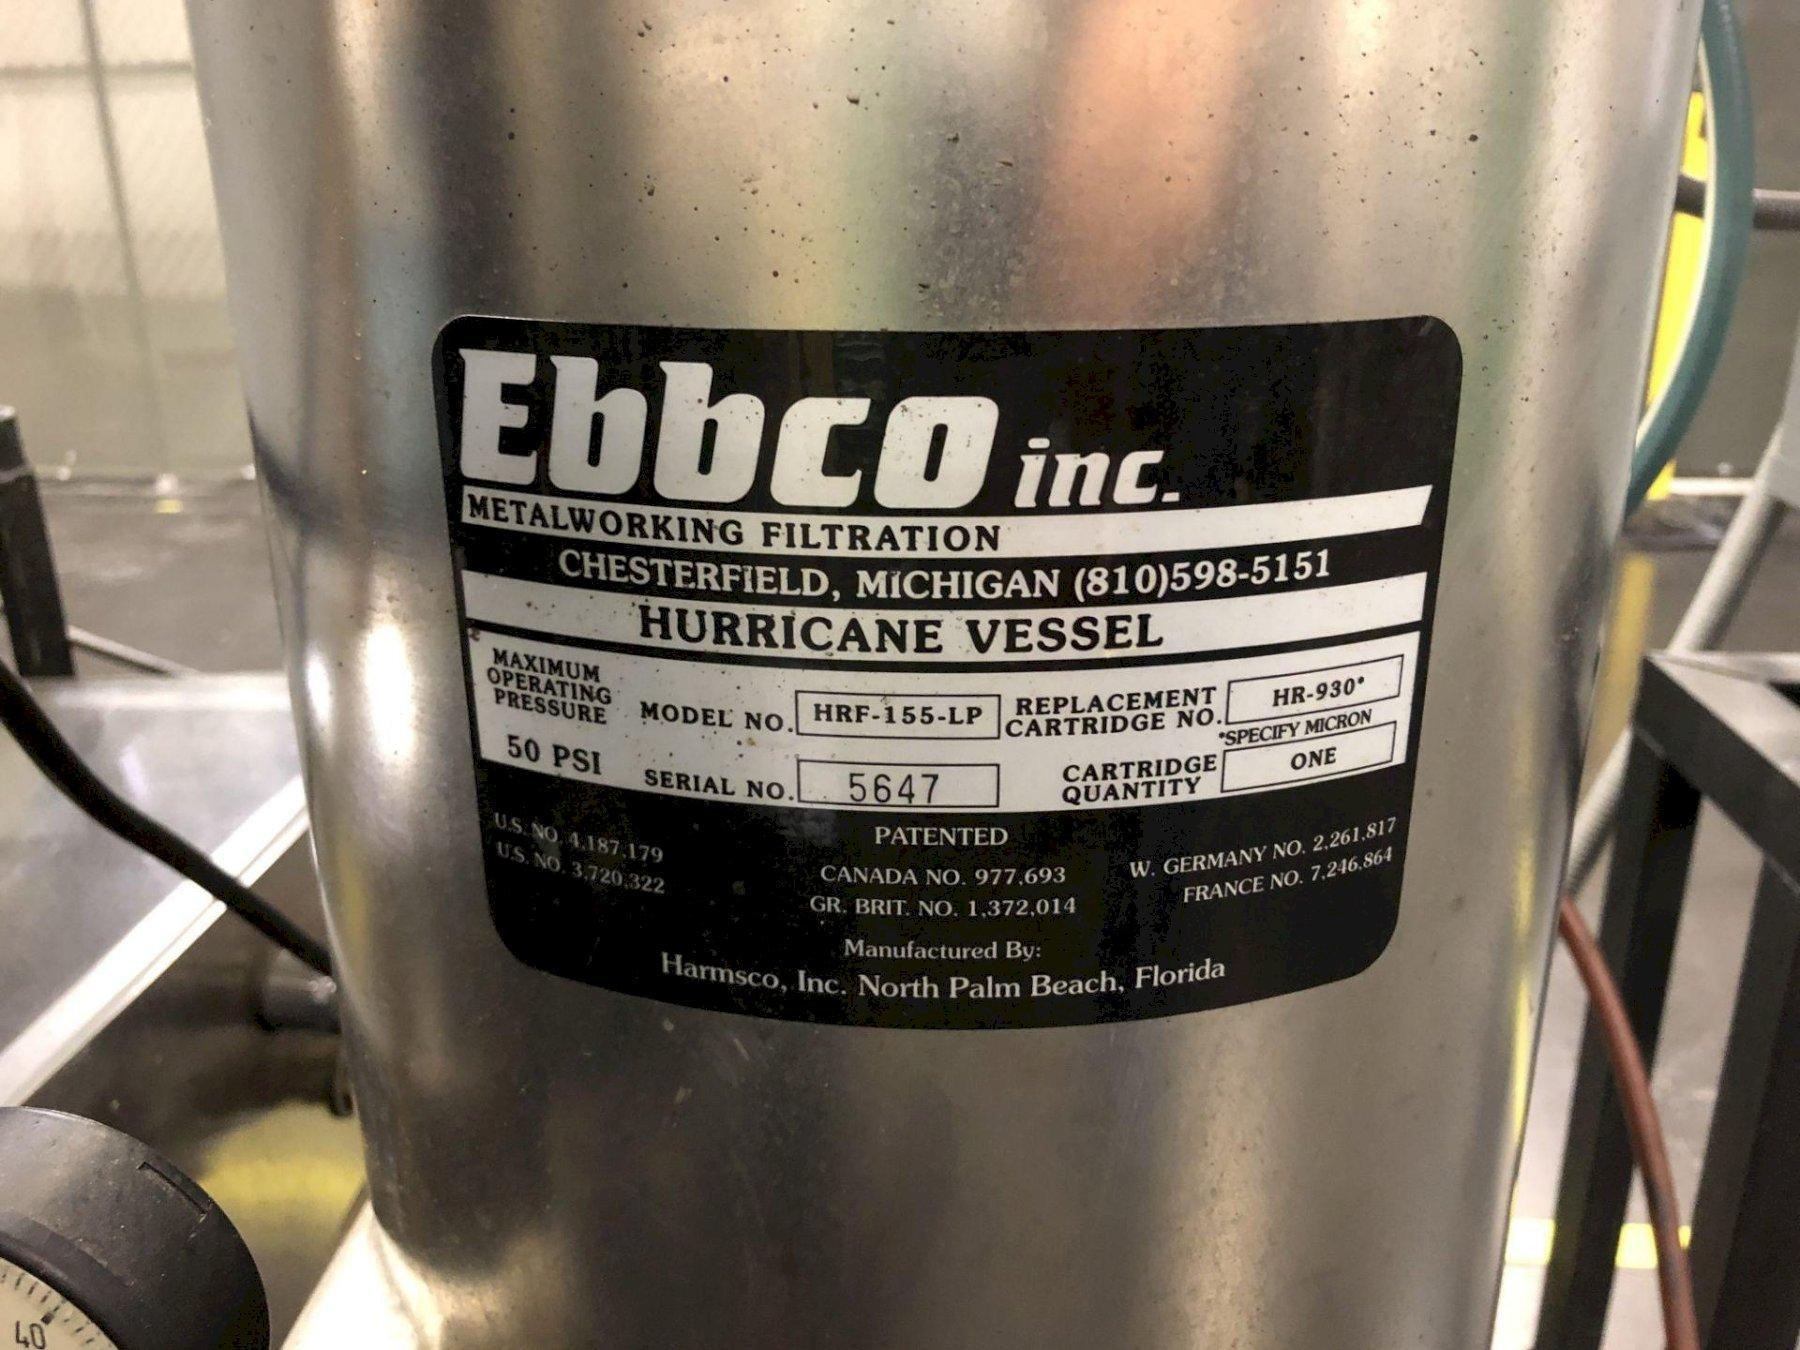 Ebbco inc.
METALWORKING FILTRATION
CHESTERFIELD, MICHIGAN (810)598-5151
HURRICANE VESSEL
MAXIMUM
OPERATING
PRESSURE
50 PSI
MODEL NO. HRF-155-LP
SERIAL NO. 5647
REPLACEMENT
CARTRIDGE NO. HR-930*
*SPECIFY MICRON
CARTRIDGE
QUANTITY ONE
U.S. NO. 4,187,179
U.S. NO. 3,720,322
PATENTED
CANADA NO. 977,693
GR. BRIT. NO. 1,372,014
W. GERMANY NO. 2,261,817
FRANCE NO. 7,246,864
Manufactured By:
Harmsco, Inc. North Palm Beach, Florida
40